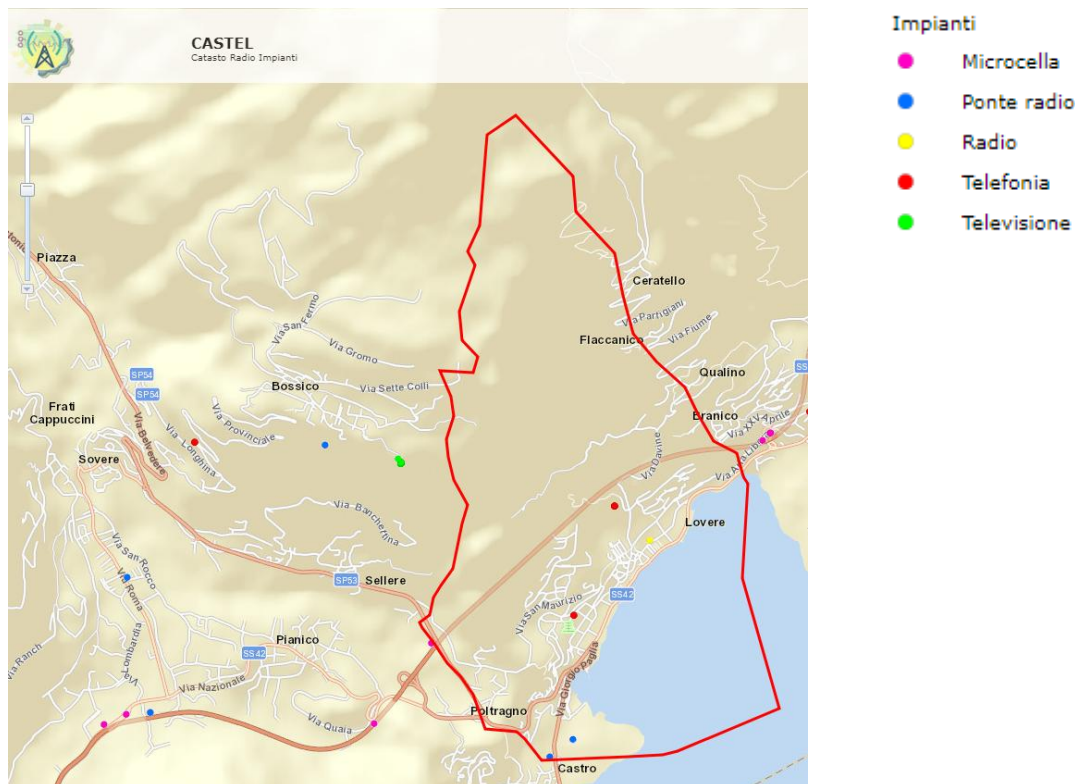 CASTEL
Catasto Radio Impianti
Impianti
Microcella
Ponte radio
Radio
Telefonia
Televisione
Piazza
Ceratello
Via San Fermo
Via Parrigiani
Via Fiume
Via Gromo
Flaccanico
SS
SP54
SP54
Bossico
Via Sette Colli
Qualino
Frati
Cappuccini
Via Belvedere
Via Provinciale
Via Longhina
Branico
Via XXV Aprile
Sovere
Via Davine
Via Bancherina
Lovere
Via San Rocco
SP53
Sellere
Via Roma
SS42
Via San Maurizio
Via Lombardia
Pianico
SS42
Via Ranch
Via Nazionale
Via Giorgio Paglia
Via Quaia
Poltragno
Castro